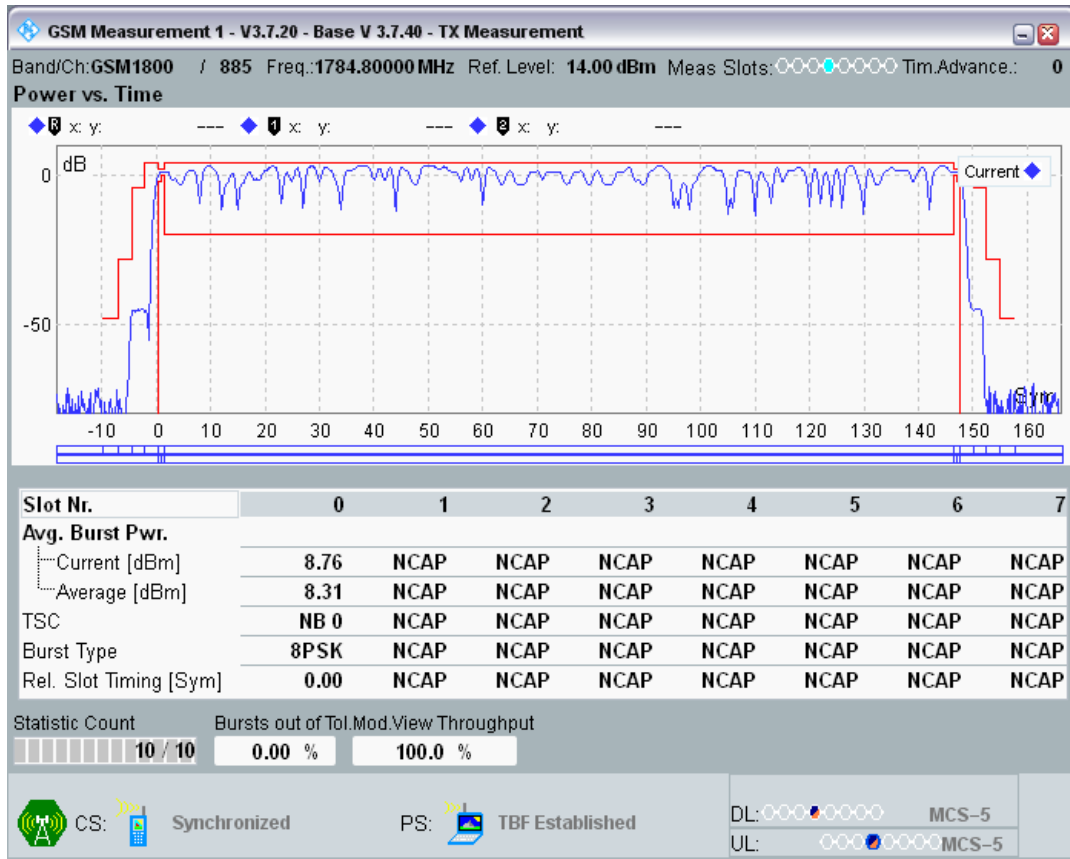 GSM Measurement 1 - V3.7.20 - Base V 3.7.40 - TX Measurement
Band/Ch:GSM1800 / 885 Freq.:1784.80000 MHz Ref. Level: 14.00 dBm Meas Slots: Tim.Advance.: 0
Power vs. Time
R x: y: --- 1 x: y: --- 2 x: y: ---
dB
Current
0
-50
Sym
-10 0 10 20 30 40 50 60 70 80 90 100 110 120 130 140 150 160
Slot Nr. 0 1 2 3 4 5 6 7
Avg. Burst Pwr.
Current [dBm] 8.76 NCAP NCAP NCAP NCAP NCAP NCAP NCAP
Average [dBm] 8.31 NCAP NCAP NCAP NCAP NCAP NCAP NCAP
TSC NB 0 NCAP NCAP NCAP NCAP NCAP NCAP NCAP
Burst Type 8PSK NCAP NCAP NCAP NCAP NCAP NCAP NCAP
Rel. Slot Timing [Sym] 0.00 NCAP NCAP NCAP NCAP NCAP NCAP NCAP
Statistic Count Bursts out of Tol. Mod.View Throughput
10 / 10 0.00 % 100.0 %
CS: Synchronized PS: TBF Established
DL: MCS-5
UL: MCS-5